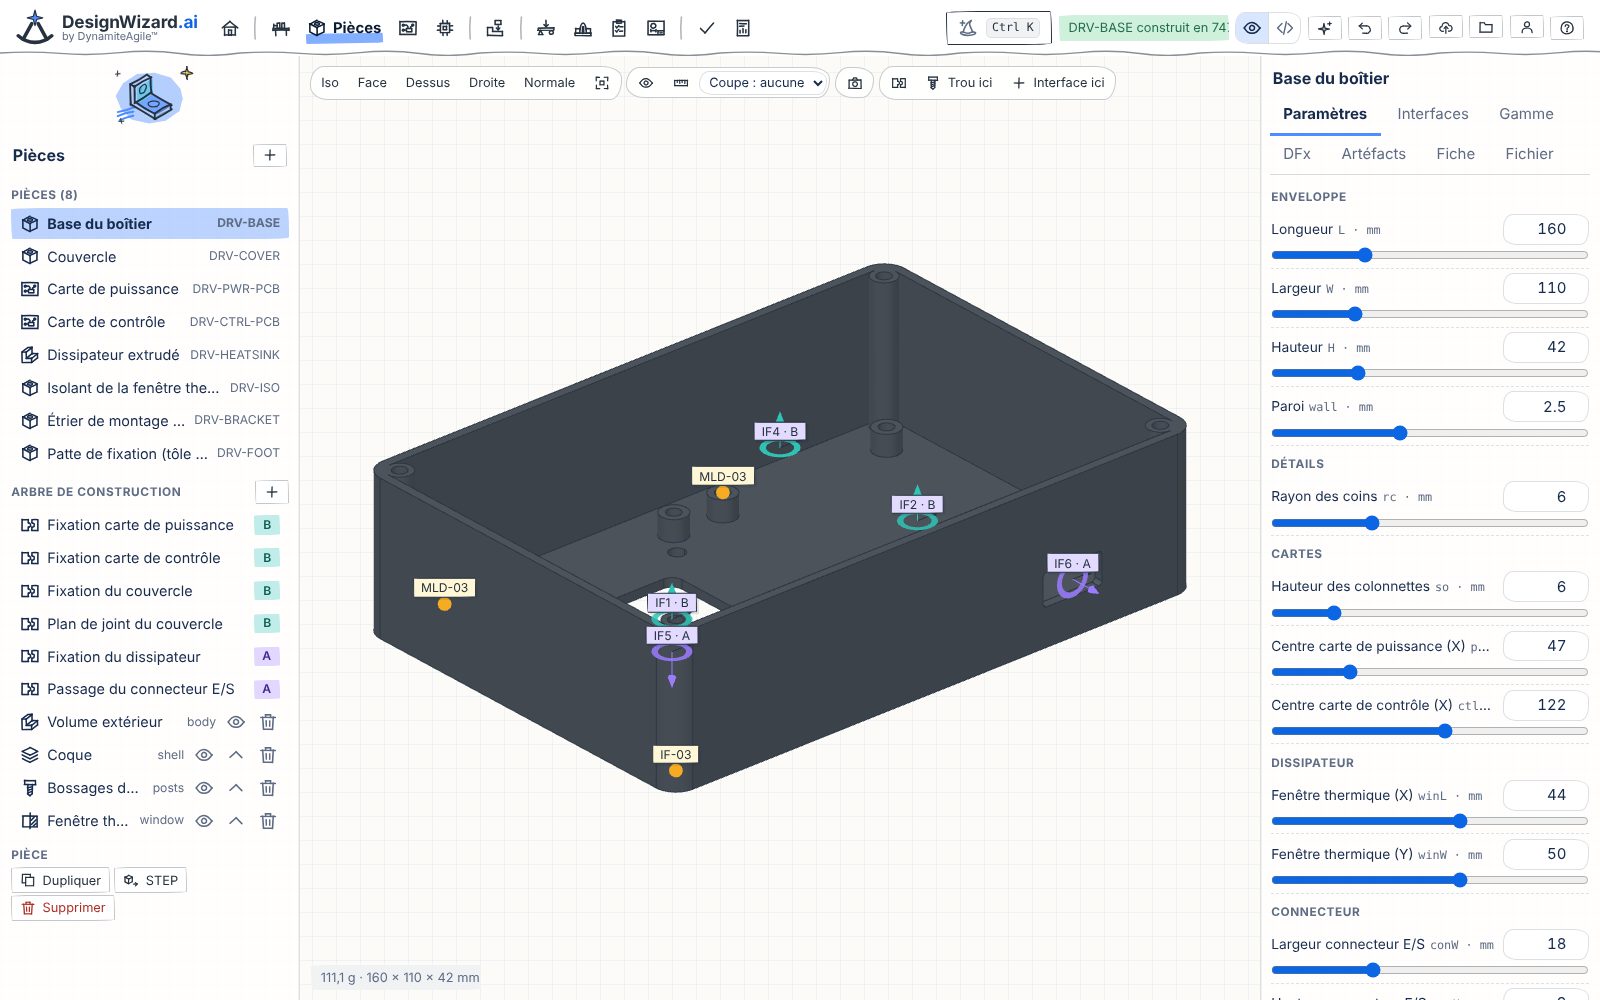 DesignWizard.ai
by DynamiteAgile™
Pièces
Ctrl K
DRV-BASE construit en 747
Iso
Face
Dessus
Droite
Normale
Coupe : aucune
Trou ici
Interface ici
Pièces
PIÈCES (8)
Base du boîtier DRV-BASE
Couvercle DRV-COVER
Carte de puissance DRV-PWR-PCB
Carte de contrôle DRV-CTRL-PCB
Dissipateur extrudé DRV-HEATSINK
Isolant de la fenêtre the... DRV-ISO
Étrier de montage ... DRV-BRACKET
Patte de fixation (tôle ... DRV-FOOT
ARBRE DE CONSTRUCTION
Fixation carte de puissance B
Fixation carte de contrôle B
Fixation du couvercle B
Plan de joint du couvercle B
Fixation du dissipateur A
Passage du connecteur E/S A
Volume extérieur body
Coque shell
Bossages d... posts
Fenêtre th... window
PIÈCE
Dupliquer
STEP
Supprimer
IF4 · B
MLD-03
IF2 · B
IF6 · A
MLD-03
IF1 · B
IF5 · A
IF-03
111,1 g · 160 × 110 × 42 mm
Base du boîtier
Paramètres
Interfaces
Gamme
DFx
Artéfacts
Fiche
Fichier
ENVELOPPE
Longueur L · mm 160
Largeur W · mm 110
Hauteur H · mm 42
Paroi wall · mm 2.5
DÉTAILS
Rayon des coins rc · mm 6
CARTES
Hauteur des colonnettes so · mm 6
Centre carte de puissance (X) p... 47
Centre carte de contrôle (X) ctl... 122
DISSIPATEUR
Fenêtre thermique (X) winL · mm 44
Fenêtre thermique (Y) winW · mm 50
CONNECTEUR
Largeur connecteur E/S conW · mm 18